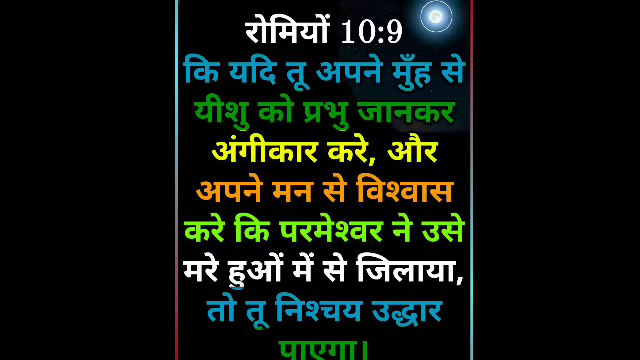 रोमियों 10:9
कि यदि तू अपने मुँह से
यीशु को प्रभु जानकर
अंगीकार करे, और
अपने मन से विश्वास
करे कि परमेश्वर ने उसे
मरे हुओं में से जिलाया,
तो तू निश्चय उद्धार
पाएगा।